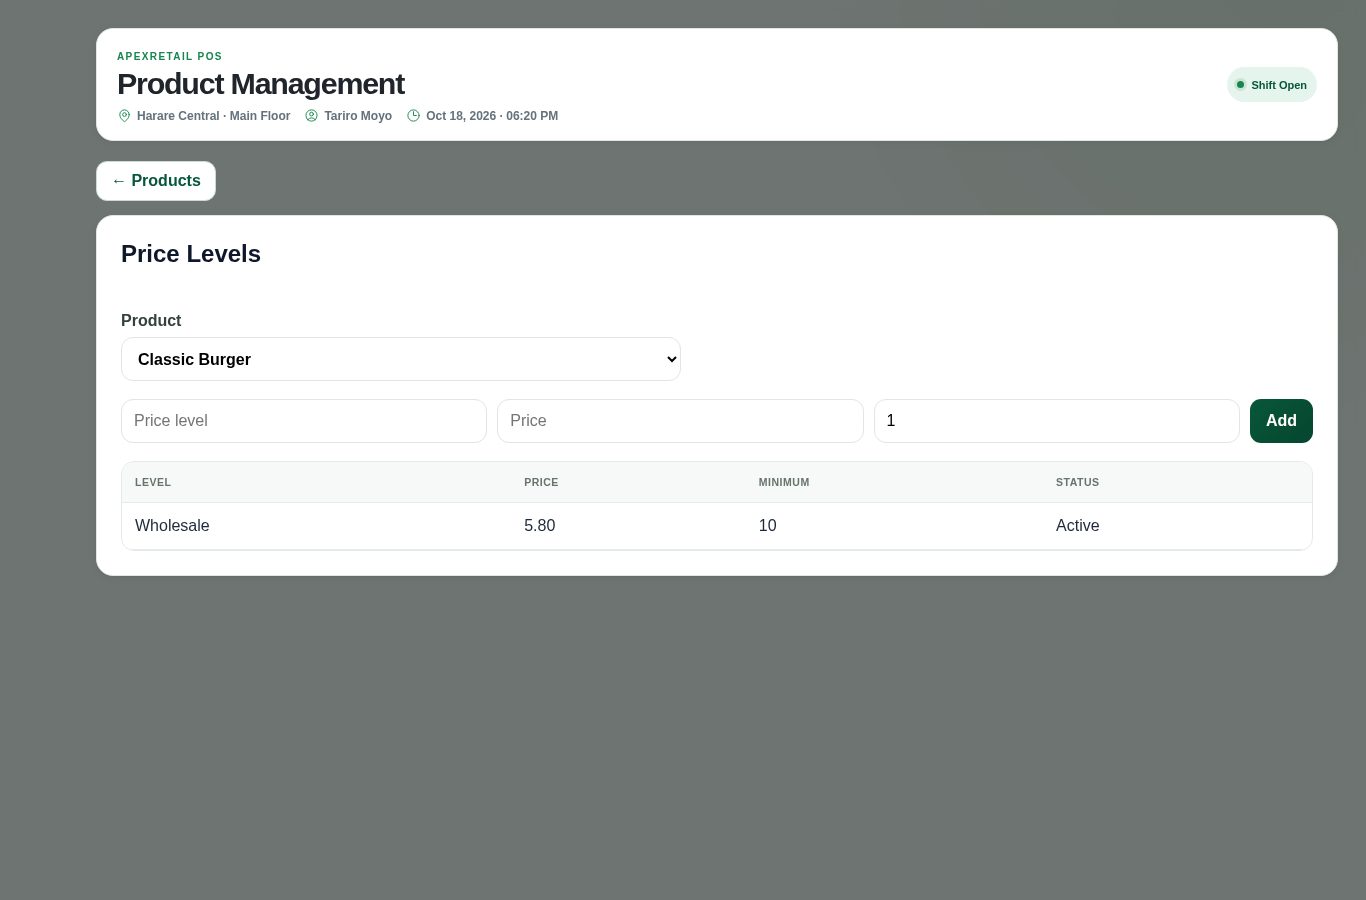 APEXRETAIL POS
Product Management
Harare Central · Main Floor Tariro Moyo Oct 18, 2026 · 06:20 PM
Shift Open
← Products
Price Levels
Product
Classic Burger
Price level Price 1 Add
LEVEL PRICE MINIMUM STATUS
Wholesale 5.80 10 Active